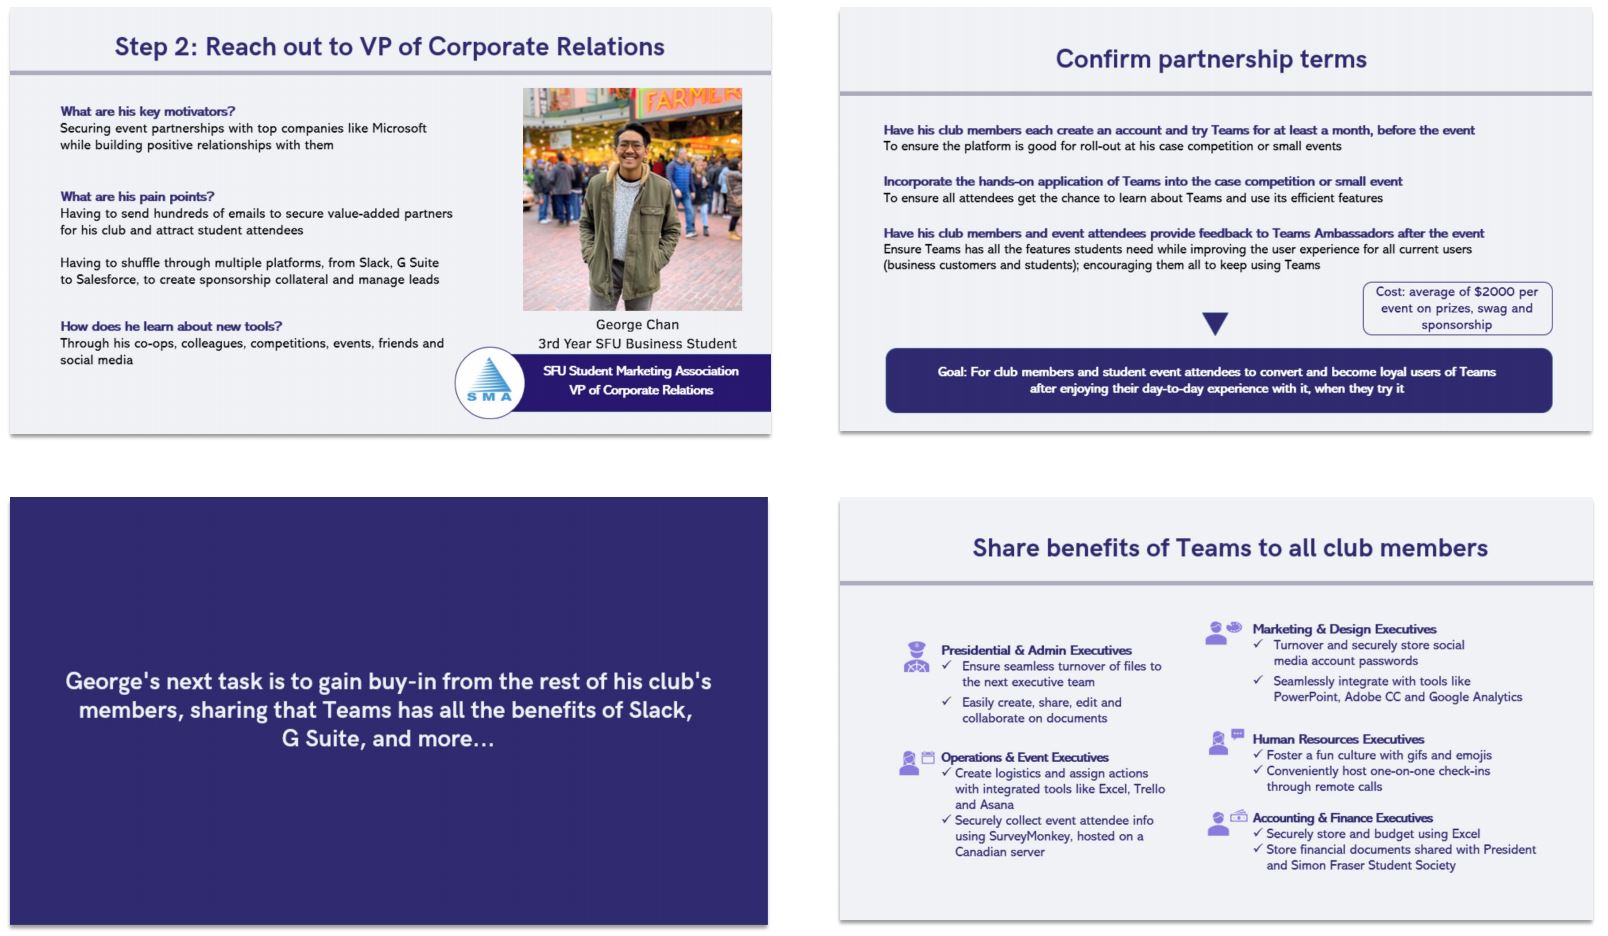 Step 2: Reach out to VP of Corporate Relations
What are his key motivators?
Securing event partnerships with top companies like Microsoft
while building positive relationships with them
What are his pain points?
Having to send hundreds of emails to secure value-added partners
for his club and attract student attendees
Having to shuffle through multiple platforms, from Slack, G Suite
to Salesforce, to create sponsorship collateral and manage leads
How does he learn about new tools?
Through his co-ops, colleagues, competitions, events, friends and
social media
FARMER
George Chan
3rd Year SFU Business Student
SMA
SFU Student Marketing Association
VP of Corporate Relations
Confirm partnership terms
Have his club members each create an account and try Teams for at least a month, before the event
To ensure the platform is good for roll-out at his case competition or small events
Incorporate the hands-on application of Teams into the case competition or small event
To ensure all attendees get the chance to learn about Teams and use its efficient features
Have his club members and event attendees provide feedback to Teams Ambassadors after the event
Ensure Teams has all the features students need while improving the user experience for all current users
(business customers and students); encouraging them all to keep using Teams
Cost: average of $2000 per
event on prizes, swag and
sponsorship
Goal: For club members and student event attendees to convert and become loyal users of Teams
after enjoying their day-to-day experience with it, when they try it
George's next task is to gain buy-in from the rest of his club's
members, sharing that Teams has all the benefits of Slack,
G Suite, and more...
Share benefits of Teams to all club members
Presidential & Admin Executives
✓ Ensure seamless turnover of files to
the next executive team
✓ Easily create, share, edit and
collaborate on documents
Operations & Event Executives
✓ Create logistics and assign actions
with integrated tools like Excel, Trello
and Asana
✓ Securely collect event attendee info
using SurveyMonkey, hosted on a
Canadian server
Marketing & Design Executives
✓ Turnover and securely store social
media account passwords
✓ Seamlessly integrate with tools like
PowerPoint, Adobe CC and Google Analytics
Human Resources Executives
✓ Foster a fun culture with gifs and emojis
✓ Conveniently host one-on-one check-ins
through remote calls
Accounting & Finance Executives
✓ Securely store and budget using Excel
✓ Store financial documents shared with President
and Simon Fraser Student Society